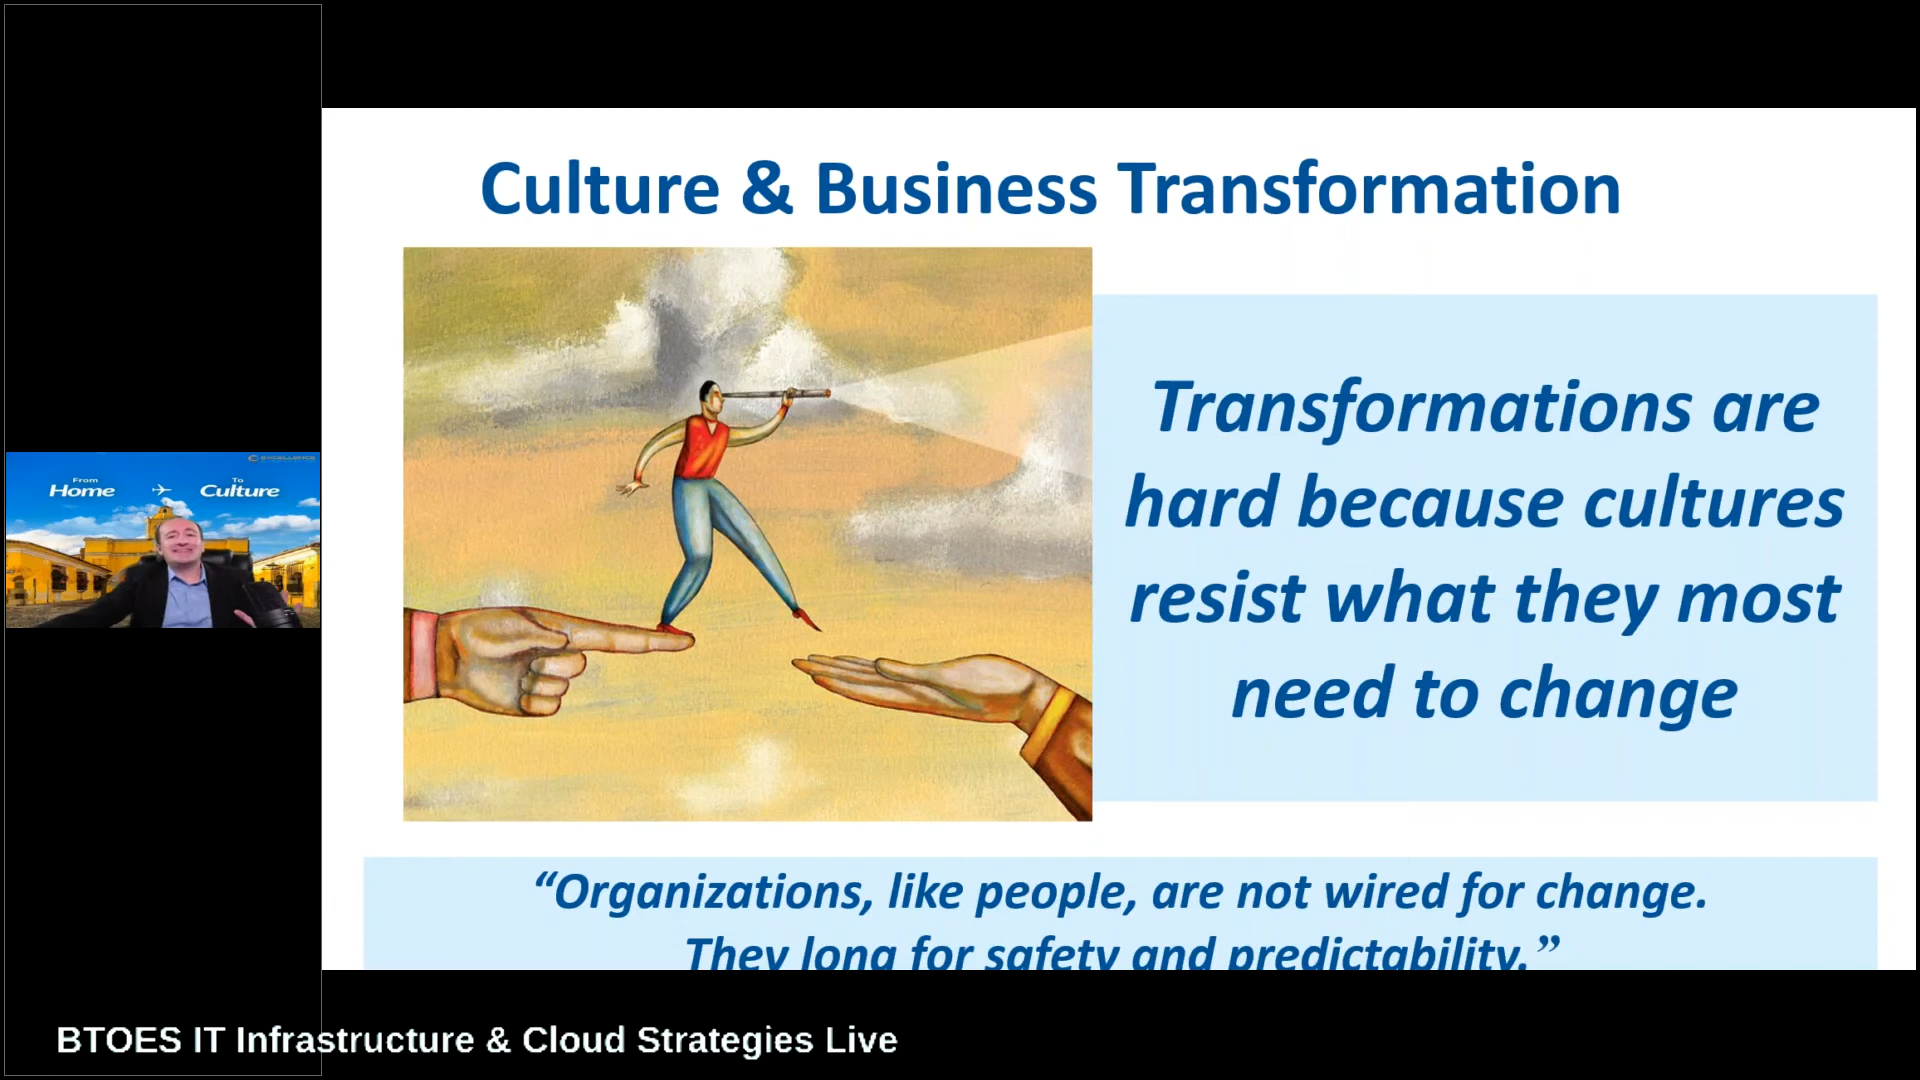 Culture & Business Transformation
Transformations are
hard because cultures
resist what they most
need to change
“Organizations, like people, are not wired for change.
They long for safety and predictability.”
EXCELLENCE
From
Home
To
Culture
BTOES IT Infrastructure & Cloud Strategies Live